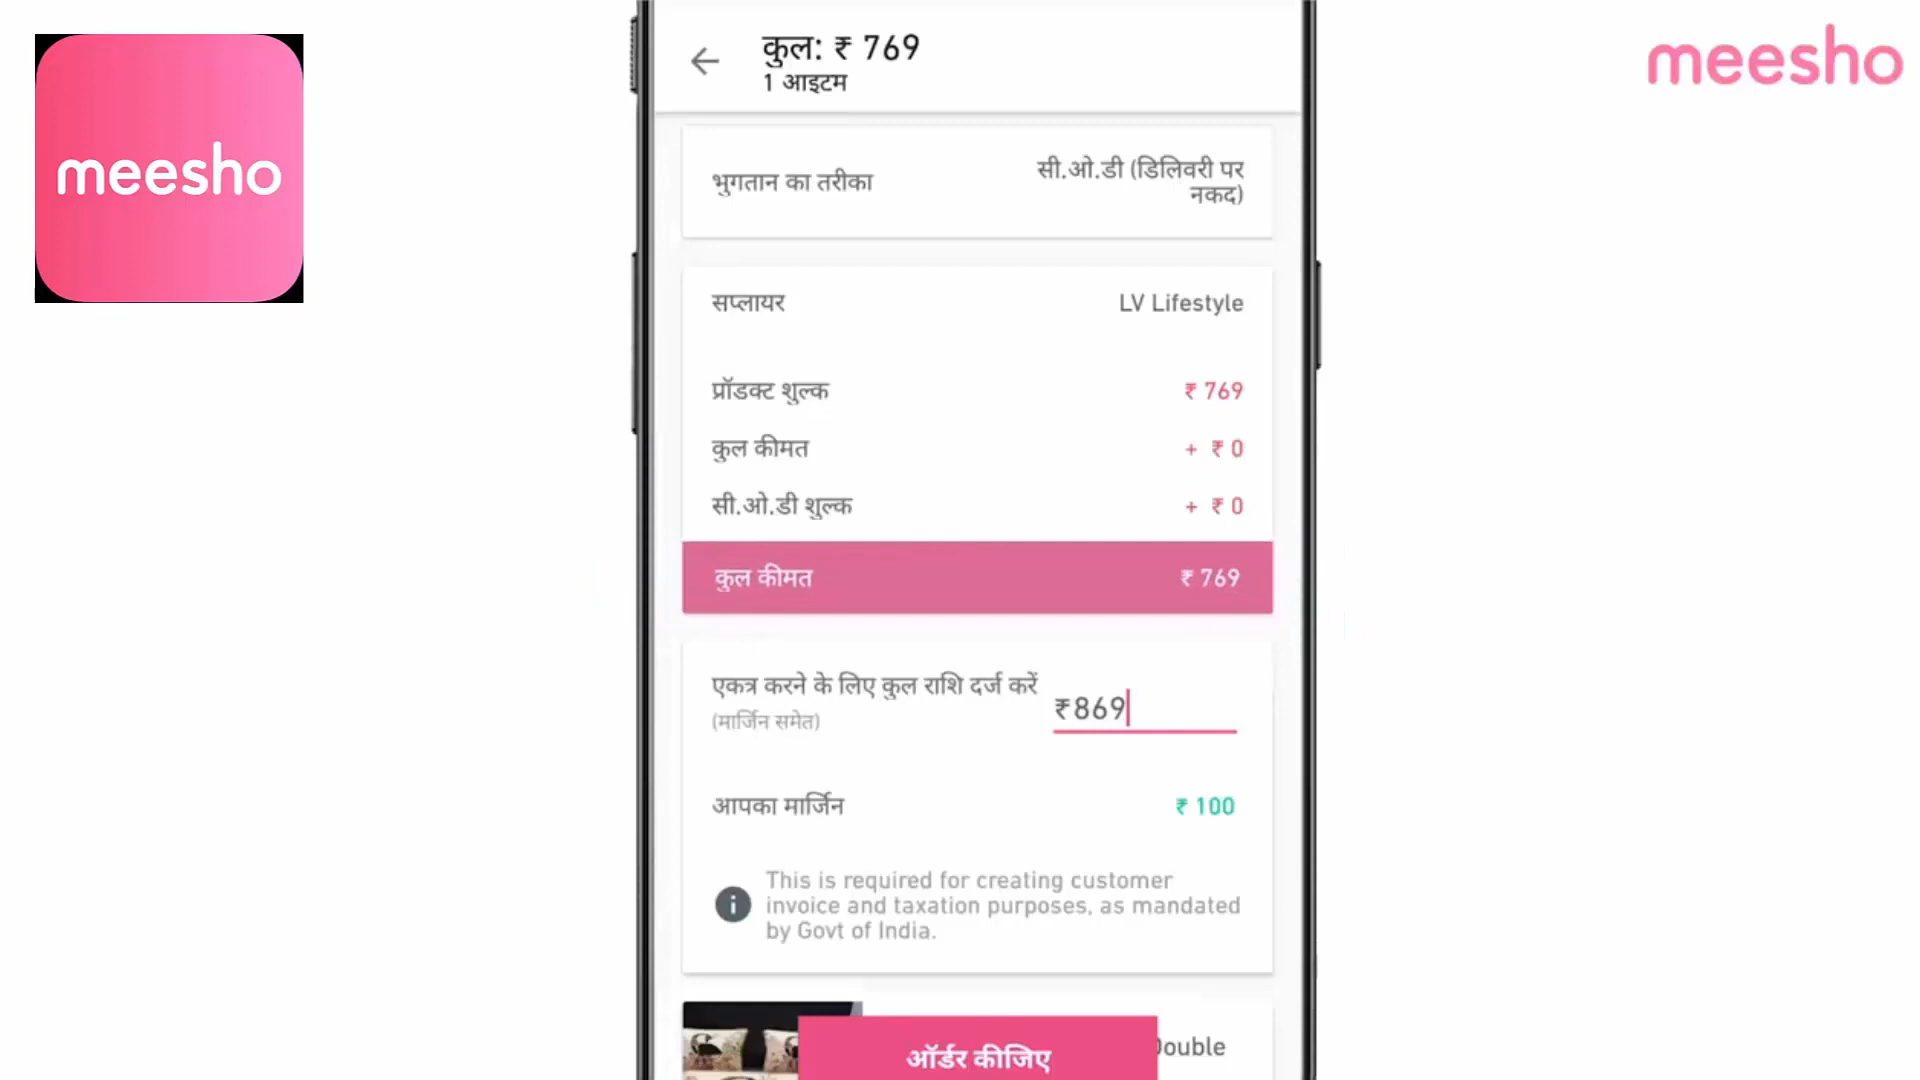 meesho
meesho
कुल: ₹ 769
1 आइटम
भुगतान का तरीका
सी.ओ.डी (डिलिवरी पर
नकद)
सप्लायर
LV Lifestyle
प्रॉडक्ट शुल्क
₹ 769
कुल कीमत
+ ₹ 0
सी.ओ.डी शुल्क
+ ₹ 0
कुल कीमत
₹ 769
एकत्र करने के लिए कुल राशि दर्ज करें
(मार्जिन समेत)
₹869
आपका मार्जिन
₹ 100
This is required for creating customer
invoice and taxation purposes, as mandated
by Govt of India.
Double
ऑर्डर कीजिए